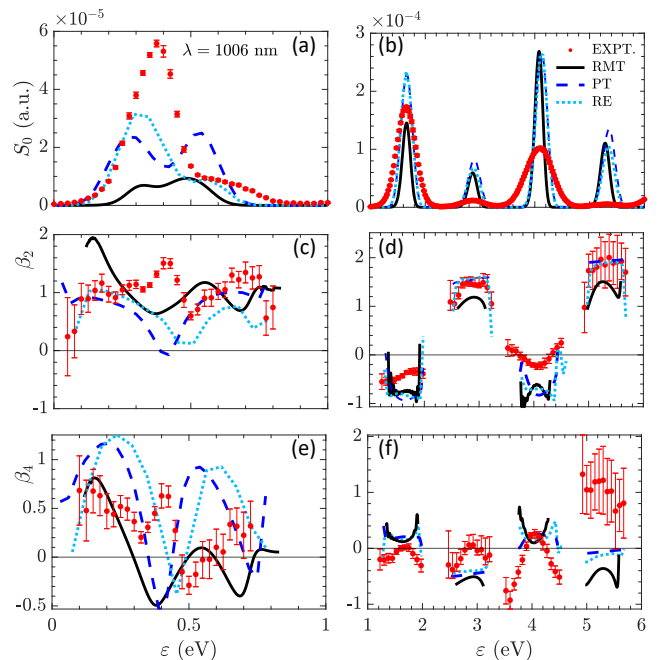 ×10⁻⁵
6
4
2
0
S₀ (a.u.)
λ = 1006 nm
(a)
×10⁻⁴
3
2
1
0
(b)
EXPT.
RMT
PT
RE
2
1
0
-1
β₂
(c)
2
1
0
-1
(d)
1
0.5
0
-0.5
β₄
(e)
2
1
0
-1
(f)
0 0.5 1
ε (eV)
1 2 3 4 5 6
ε (eV)